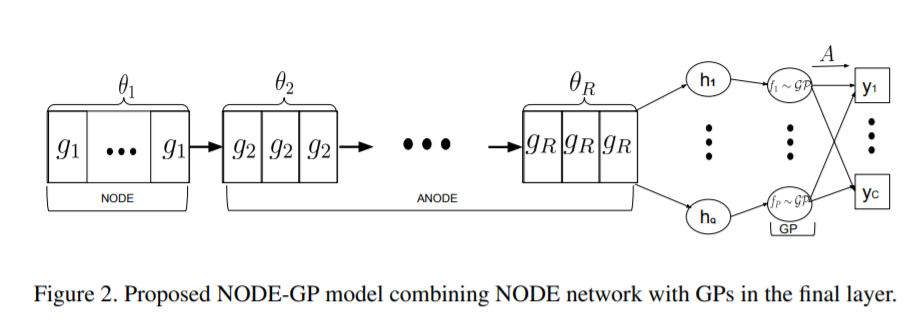 θ1 θ2 θR
A
g1 ... g1 g2 g2 g2 ... gR gR gR
h1 f1 ~ GP y1
NODE ANODE
hQ fP ~ GP yC
GP
Figure 2. Proposed NODE-GP model combining NODE network with GPs in the final layer.